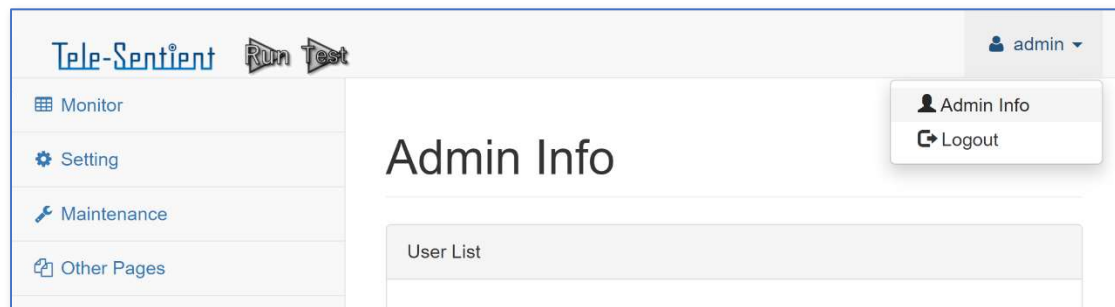 Tele-Sentient Run Test admin
Monitor
Setting
Maintenance
Other Pages
Admin Info
Logout
Admin Info
User List